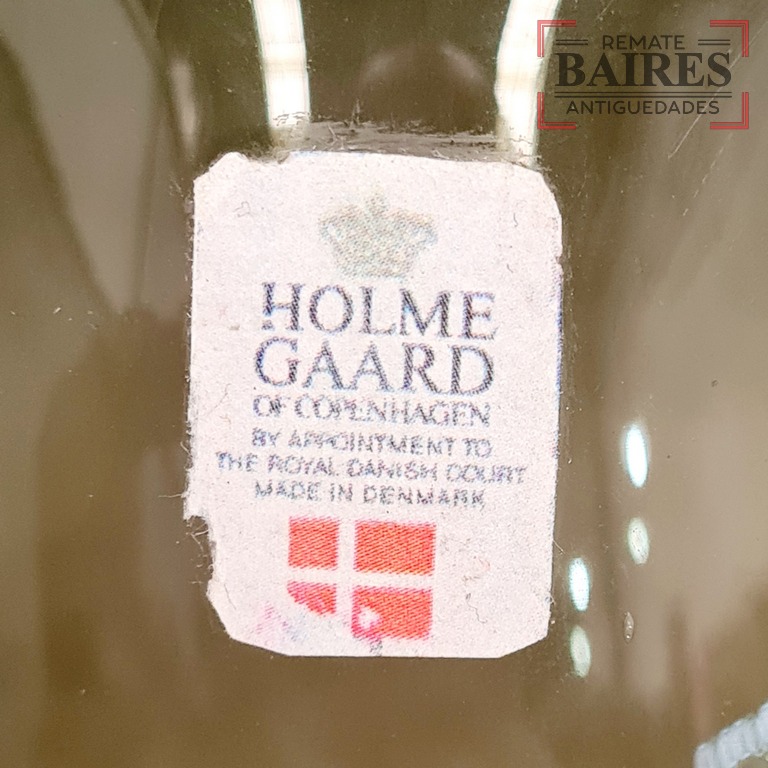 REMATE
BAIRES
ANTIGUEDADES
HOLME
GAARD
OF COPENHAGEN
BY APPOINTMENT TO
THE ROYAL DANISH COURT
MADE IN DENMARK